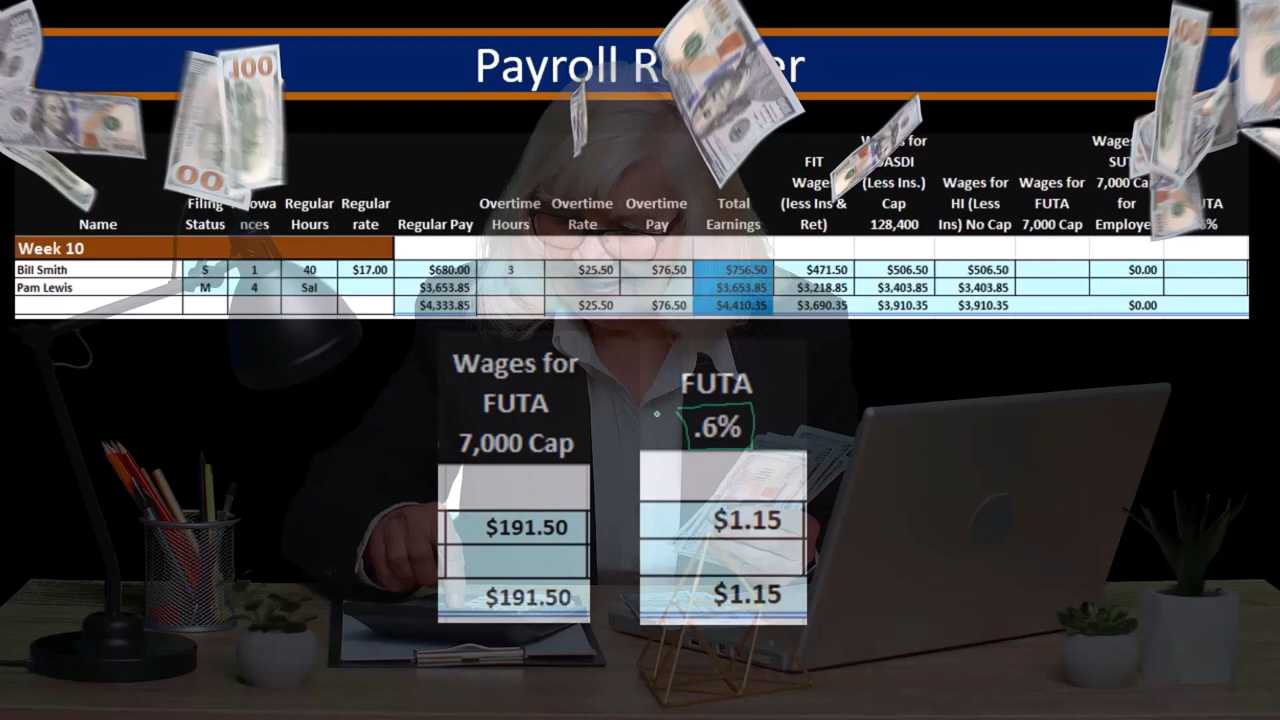 Payroll
FIT
Wages for
Filing Regular Regular Overtime Overtime Overtime Total (less Ins & (Less Ins.) Wages for Wages for 7,000
Name Status nces Hours rate Regular Pay Hours Rate Pay Earnings Ret) Cap 128,400 HI (Less Ins) No Cap FUTA 7,000 Cap for
Week 10
Bill Smith S 1 40 $17.00 $680.00 3 $25.50 $76.50 $756.50 $471.50 $506.50 $506.50 $0.00
Pam Lewis M 4 Sal $3,653.85 $3,653.85 $3,218.85 $3,403.85 $3,403.85
$4,333.85 $25.50 $76.50 $4,410.35 $3,690.35 $3,910.35 $3,910.35 $0.00
Wages for
FUTA
7,000 Cap
FUTA
.6%
$191.50 $1.15
$191.50 $1.15